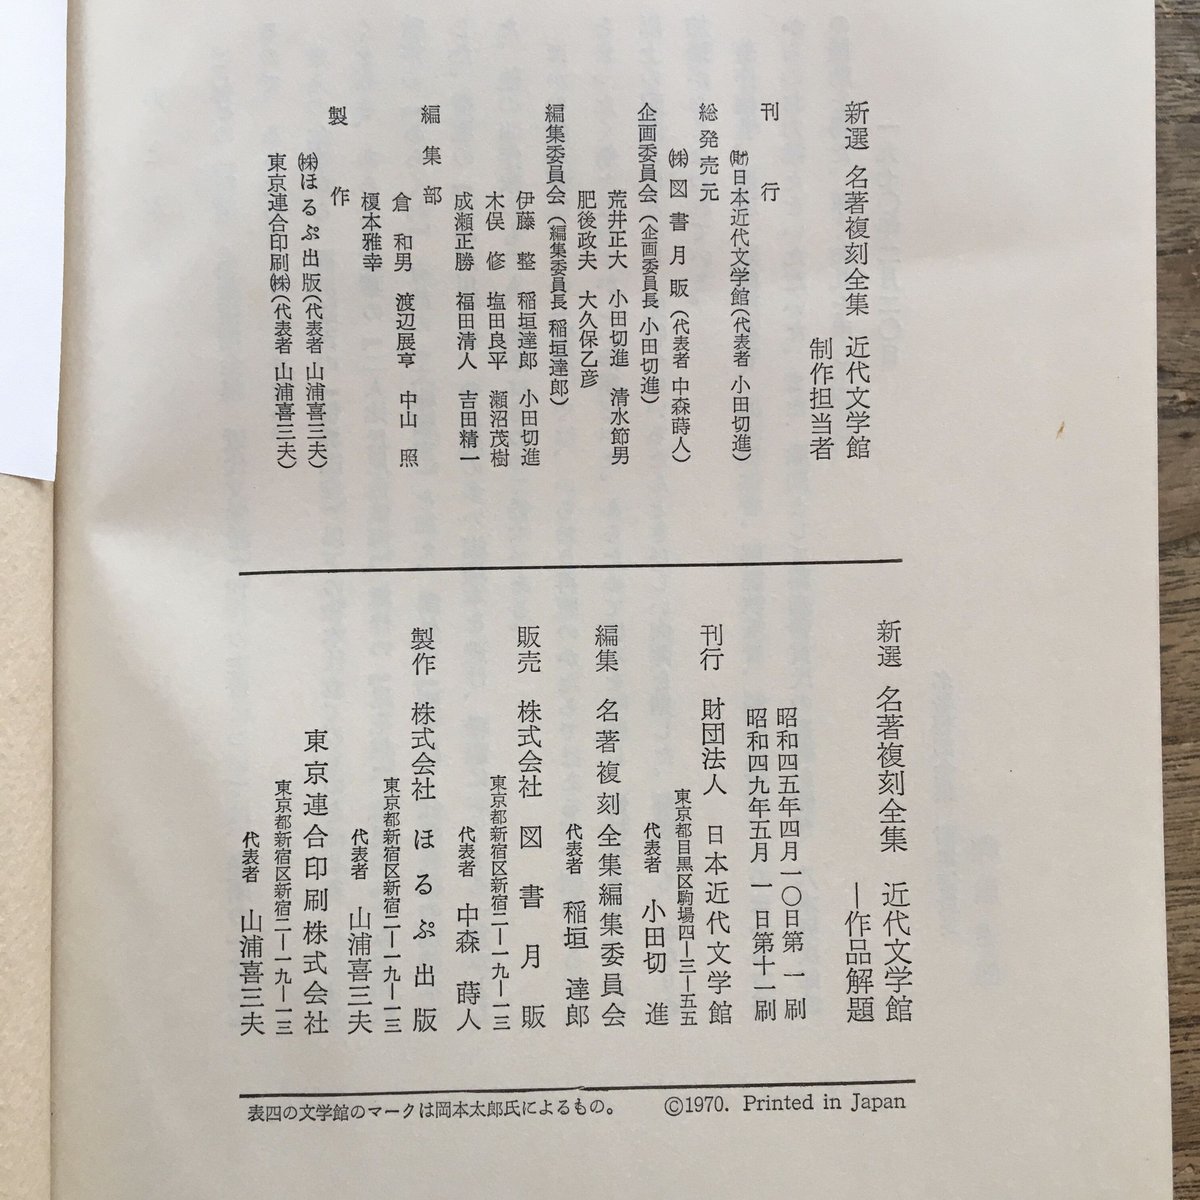 新選 名著複刻全集 近代文学館
制作担当者
刊行
㈶日本近代文学館(代表者 小田切進)
総発売元
㈱図書月販(代表者 中森蒔人)
企画委員会(企画委員長 小田切進)
荒井正大 小田切進 清水節男
肥後政夫 大久保乙彦
編集委員会(編集委員長 稲垣達郎)
伊藤 整 稲垣達郎 小田切進
木俣 修 塩田良平 瀬沼茂樹
成瀬正勝 福田清人 吉田精一
編集部
倉 和男 渡辺展亨 中山 照
榎本雅幸
製作
㈱ほるぷ出版(代表者 山浦喜三夫)
東京連合印刷㈱(代表者 山浦喜三夫)
新選 名著複刻全集 近代文学館
―作品解題
昭和四五年四月一〇日第一刷
昭和四九年五月一日第十一刷
刊行 財団法人 日本近代文学館
東京都目黒区駒場四―三―五五
代表者 小田切 進
編集 名著複刻全集編集委員会
代表者 稲垣 達郎
販売 株式会社 図書月販
東京都新宿区新宿二―一九―一三
代表者 中森 蒔人
製作 株式会社 ほるぷ出版
東京都新宿区新宿二―一九―一三
代表者 山浦喜三夫
東京連合印刷株式会社
東京都新宿区新宿二―一九―一三
代表者 山浦喜三夫
表四の文学館のマークは岡本太郎氏によるもの。 ©1970. Printed in Japan